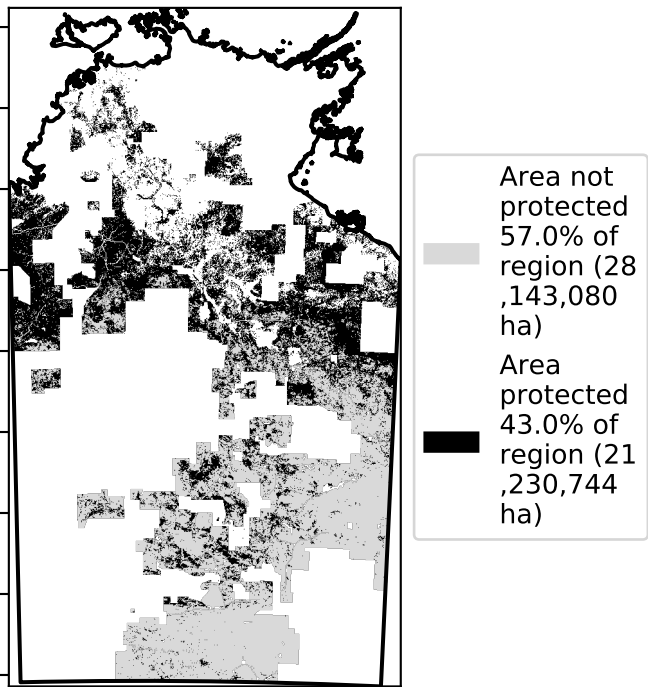 Area not
protected
57.0% of
region (28
,143,080
ha)
Area
protected
43.0% of
region (21
,230,744
ha)